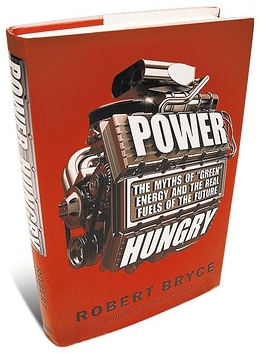 POWER
THE MYTHS OF "GREEN"
ENERGY AND THE REAL
FUELS OF THE FUTURE
HUNGRY
ROBERT BRYCE
POWER HUNGRY